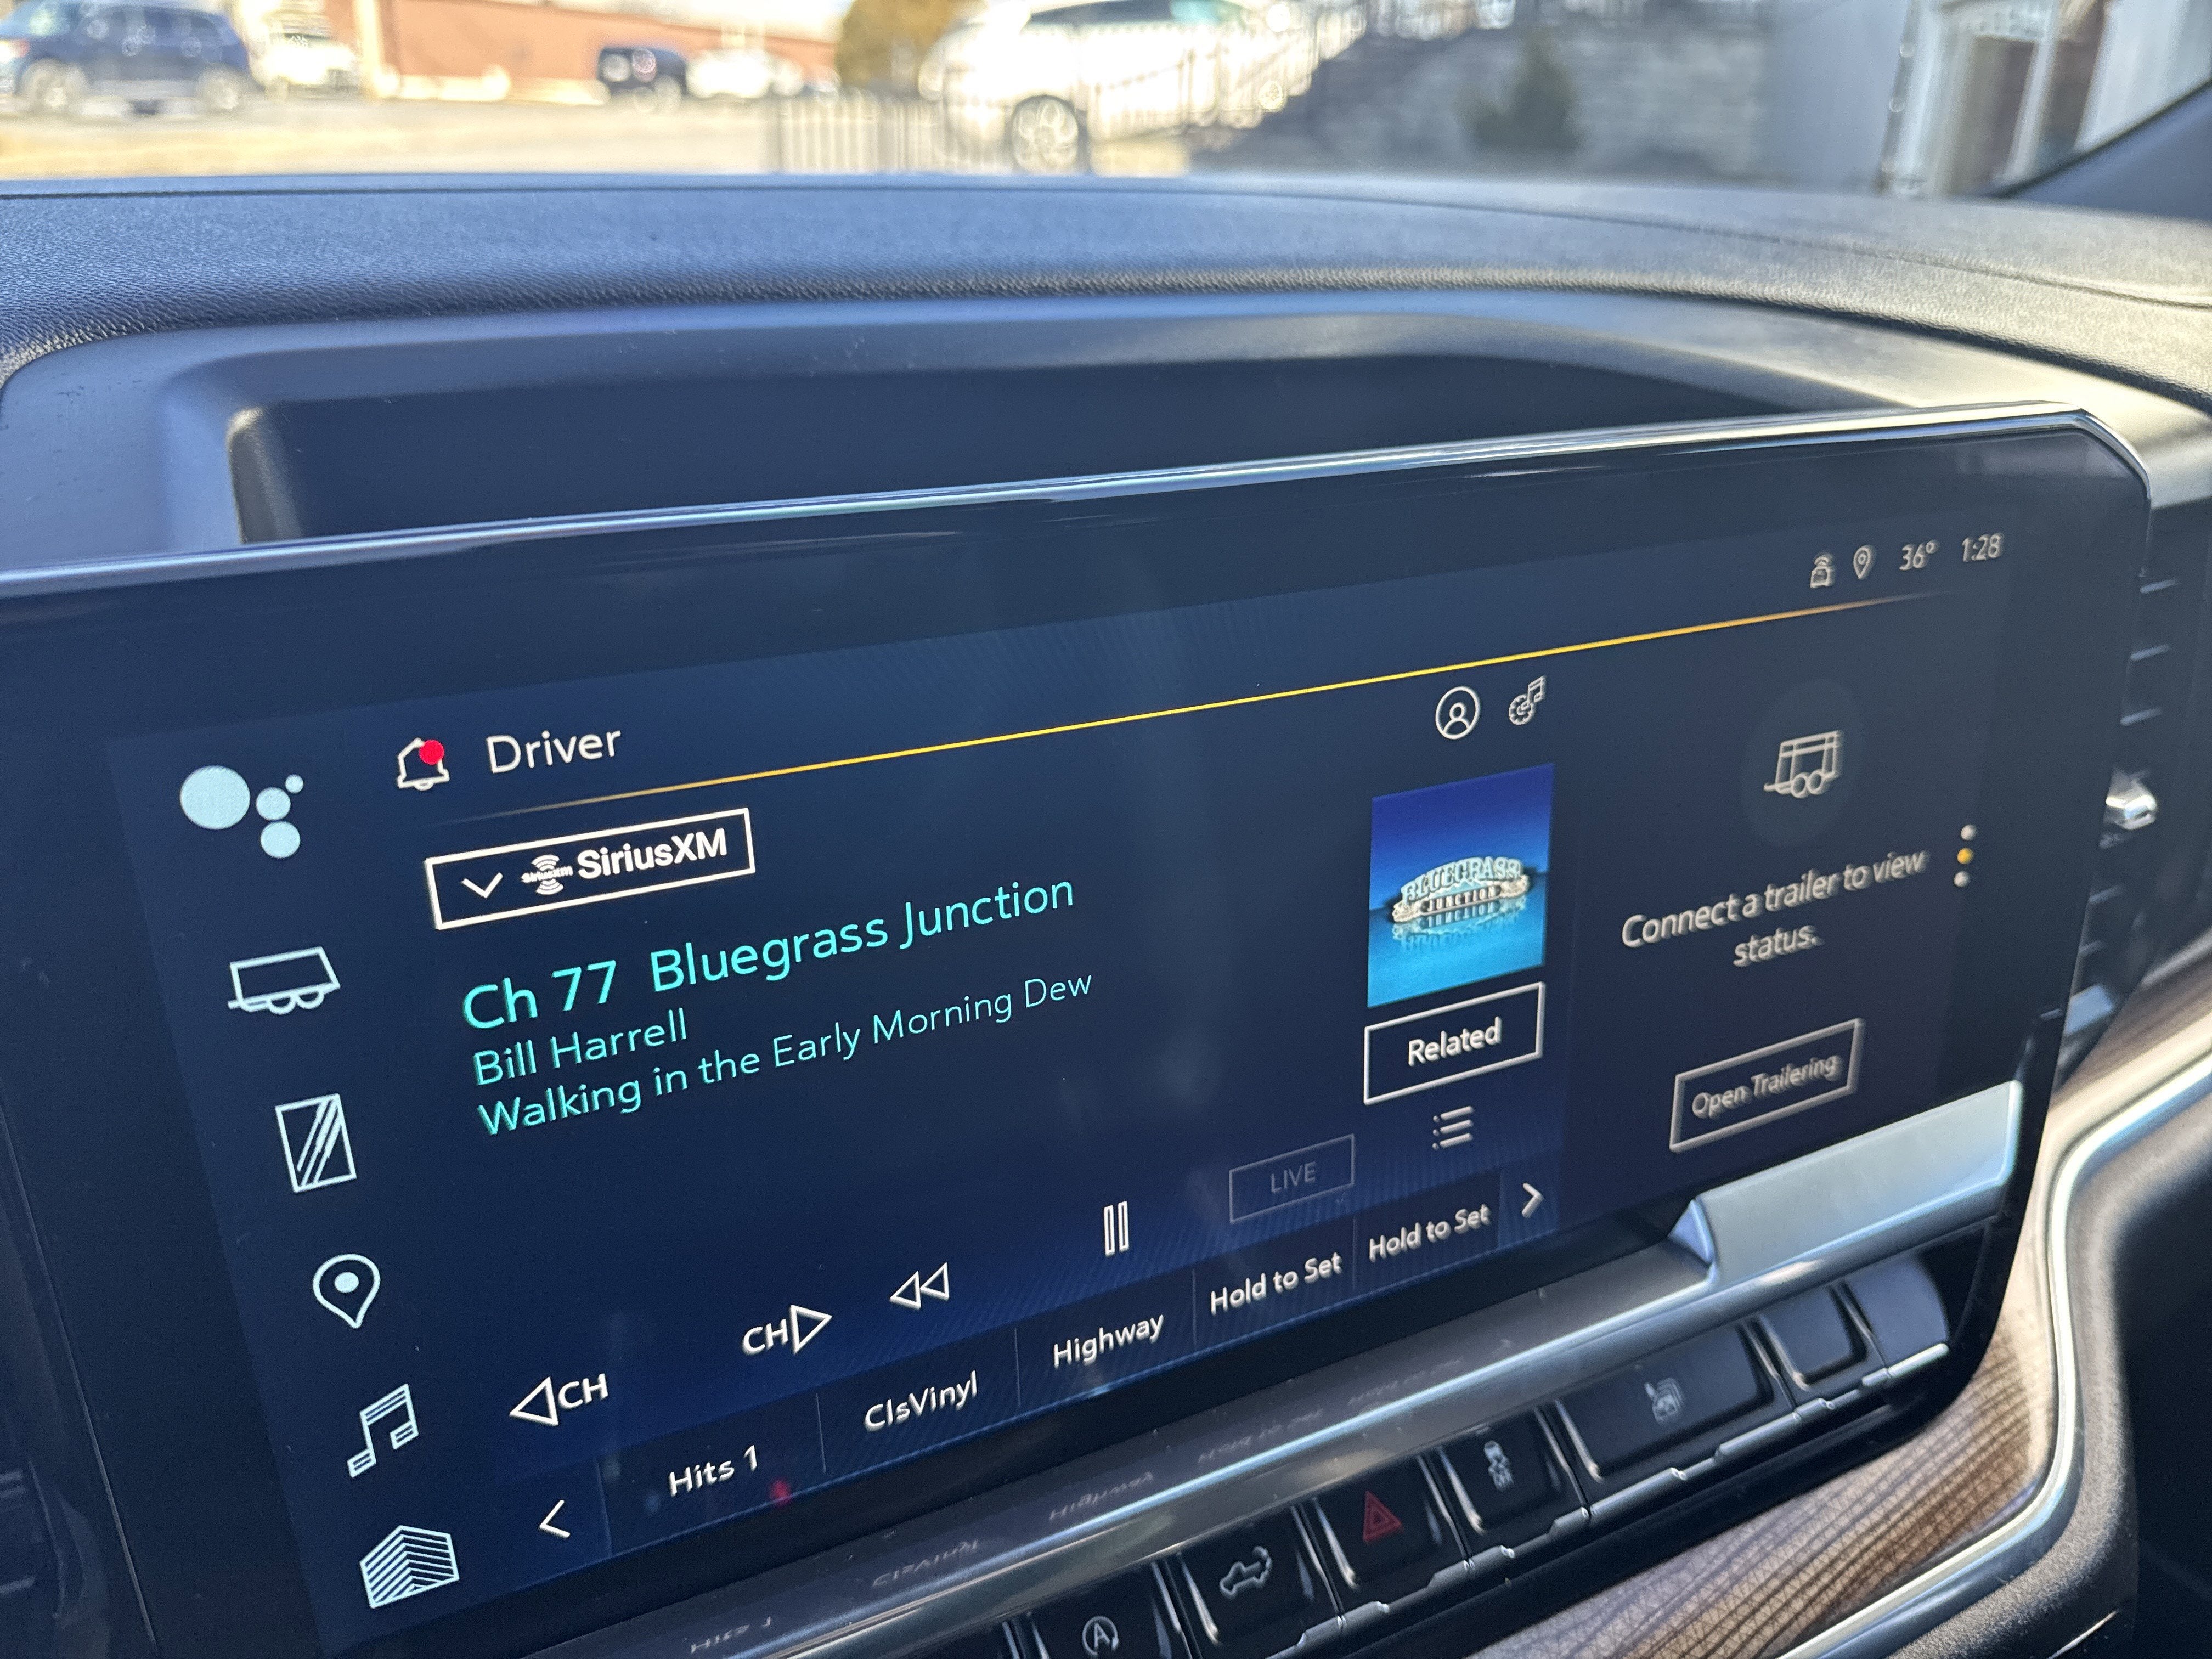 36° 1:28
Driver
SiriusXM
Ch 77 Bluegrass Junction
Bill Harrell
Walking in the Early Morning Dew
BLUEGRASS
JUNCTION
Related
Connect a trailer to view
status.
Open Trailering
LIVE
CH
CH
Hits 1
ClsVinyl
Highway
Hold to Set
Hold to Set
A